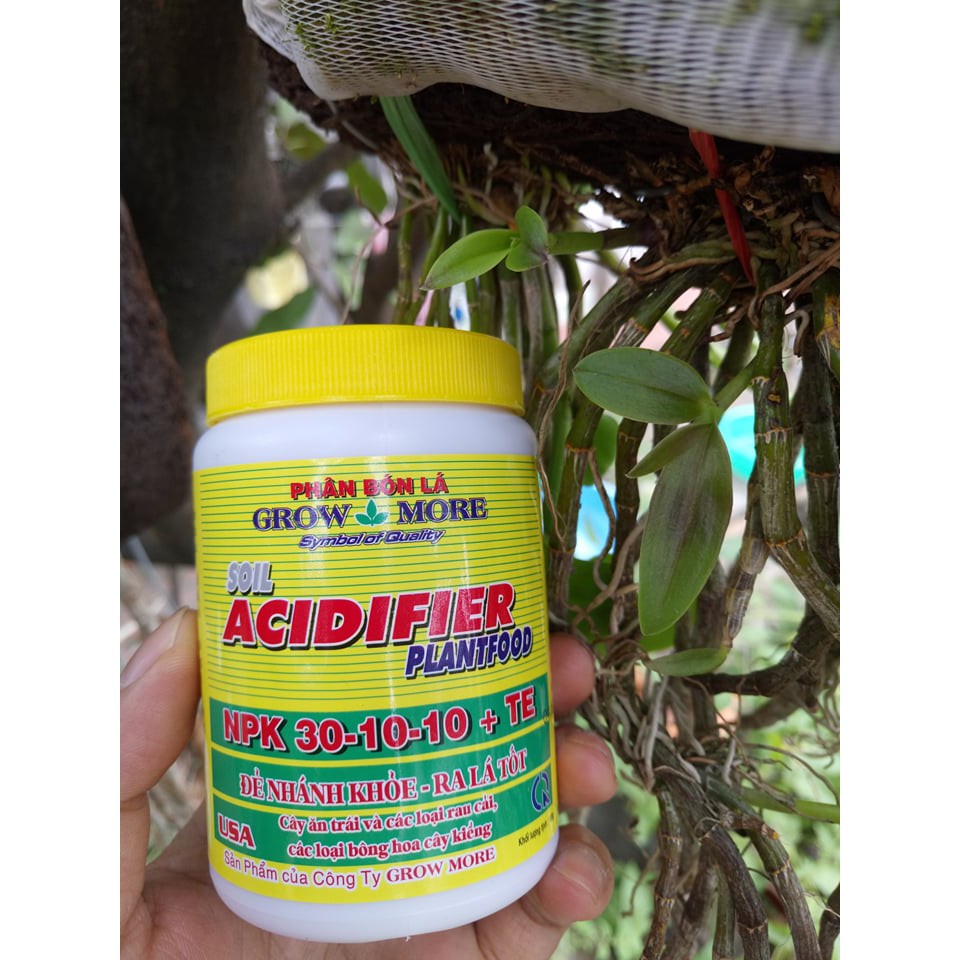 PHÂN BÓN LÁ
GROW MORE
Symbol of Quality
SOIL
ACIDIFIER
PLANTFOOD
NPK 30-10-10 + TE
ĐẺ NHÁNH KHỎE - RA LÁ TỐT
USA
Cây ăn trái và các loại rau cải,
các loại bông hoa cây kiểng
Sản Phẩm của Công Ty GROW MORE
Khối lượng